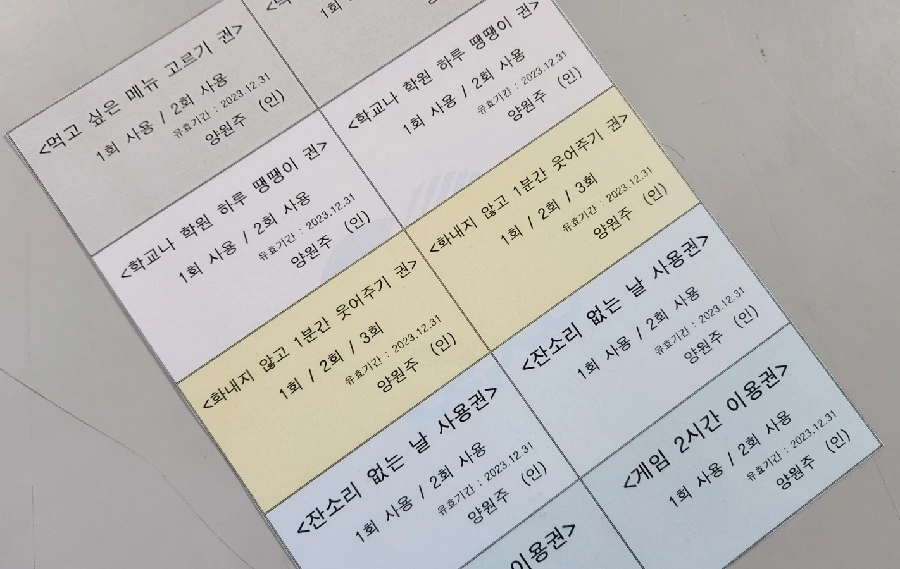 <먹고 싶은 메뉴 고르기 권>
1회 사용 / 2회 사용
유효기간 : 2023.12.31
양원주 (인)
1회
<학교나 학원 하루 땡땡이 권>
1회 사용 / 2회 사용
유효기간 : 2023.12.31
양원주 (인)
<학교나 학원 하루 땡땡이 권>
1회 사용 / 2회 사용
유효기간 : 2023.12.31
양원주 (인)
<화내지 않고 1분간 웃어주기 권>
1회 / 2회 / 3회
유효기간 : 2023.12.31
양원주 (인)
<화내지 않고 1분간 웃어주기 권>
1회 / 2회 / 3회
유효기간 : 2023.12.31
양원주 (인)
<잔소리 없는 날 사용권>
1회 사용 / 2회 사용
유효기간 : 2023.12.31
양원주 (인)
<잔소리 없는 날 사용권>
1회 사용 / 2회 사용
유효기간 : 2023.12.31
양원주 (인)
이용권>
<게임 2시간 이용권>
1회 사용 / 2회 사용
유효기간 : 2023.12.31
양원주 (인)